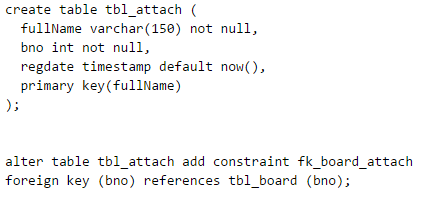 create table tbl_attach (
  fullName varchar(150) not null,
  bno int not null,
  regdate timestamp default now(),
  primary key(fullName)
);
alter table tbl_attach add constraint fk_board_attach
foreign key (bno) references tbl_board (bno);